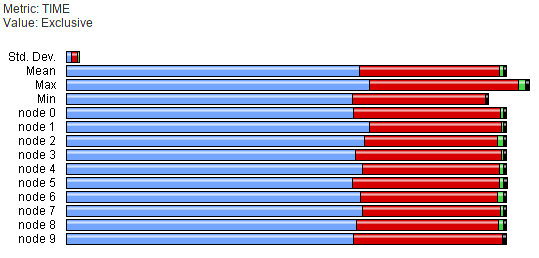 Metric: TIME
Value: Exclusive
Std. Dev.
Mean
Max
Min
node 0
node 1
node 2
node 3
node 4
node 5
node 6
node 7
node 8
node 9